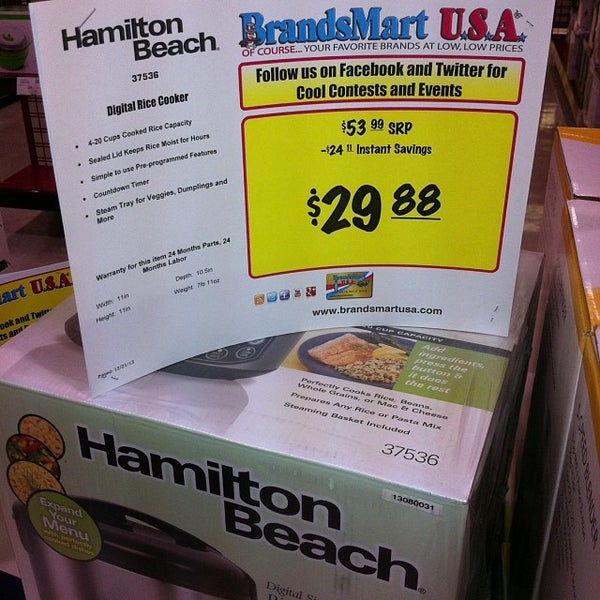 Hamilton
Beach®
37536
Digital Rice Cooker
• 4-20 Cups Cooked Rice Capacity
• Sealed Lid Keeps Rice Moist for Hours
• Simple to use Pre-programmed Features
• Countdown Timer
• Steam Tray for Veggies, Dumplings and
More
Warranty for this item 24 Months Parts, 24
Months Labor
Width 11in Depth 10.5in
Height 11in Weight 7lb 11oz
BrandsMart U.S.A.
OF COURSE... YOUR FAVORITE BRANDS AT LOW, LOW PRICES
Follow us on Facebook and Twitter for
Cool Contests and Events
$53 99 SRP
-$24 11 Instant Savings
$29 88
www.brandsmartusa.com
art U.S.A
CUP CAPACITY
Add
ingredients,
press the
button &
it does
the rest
Perfectly Cooks Rice, Beans,
Whole Grains, or Mac & Cheese
Prepares Any Rice or Pasta Mix
Steaming Basket Included
37536
13080031
Hamilton
Beach®
Expand
Your
Menu
with perfectly
cooked dishes
Digital